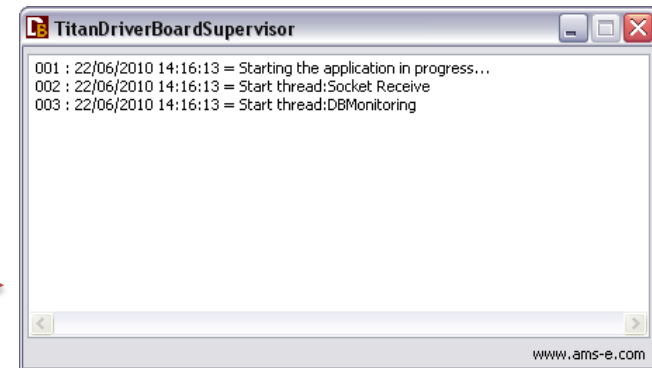 DB TitanDriverBoardSupervisor
001 : 22/06/2010 14:16:13 = Starting the application in progress...
002 : 22/06/2010 14:16:13 = Start thread:Socket Receive
003 : 22/06/2010 14:16:13 = Start thread:DBMonitoring
www.ams-e.com